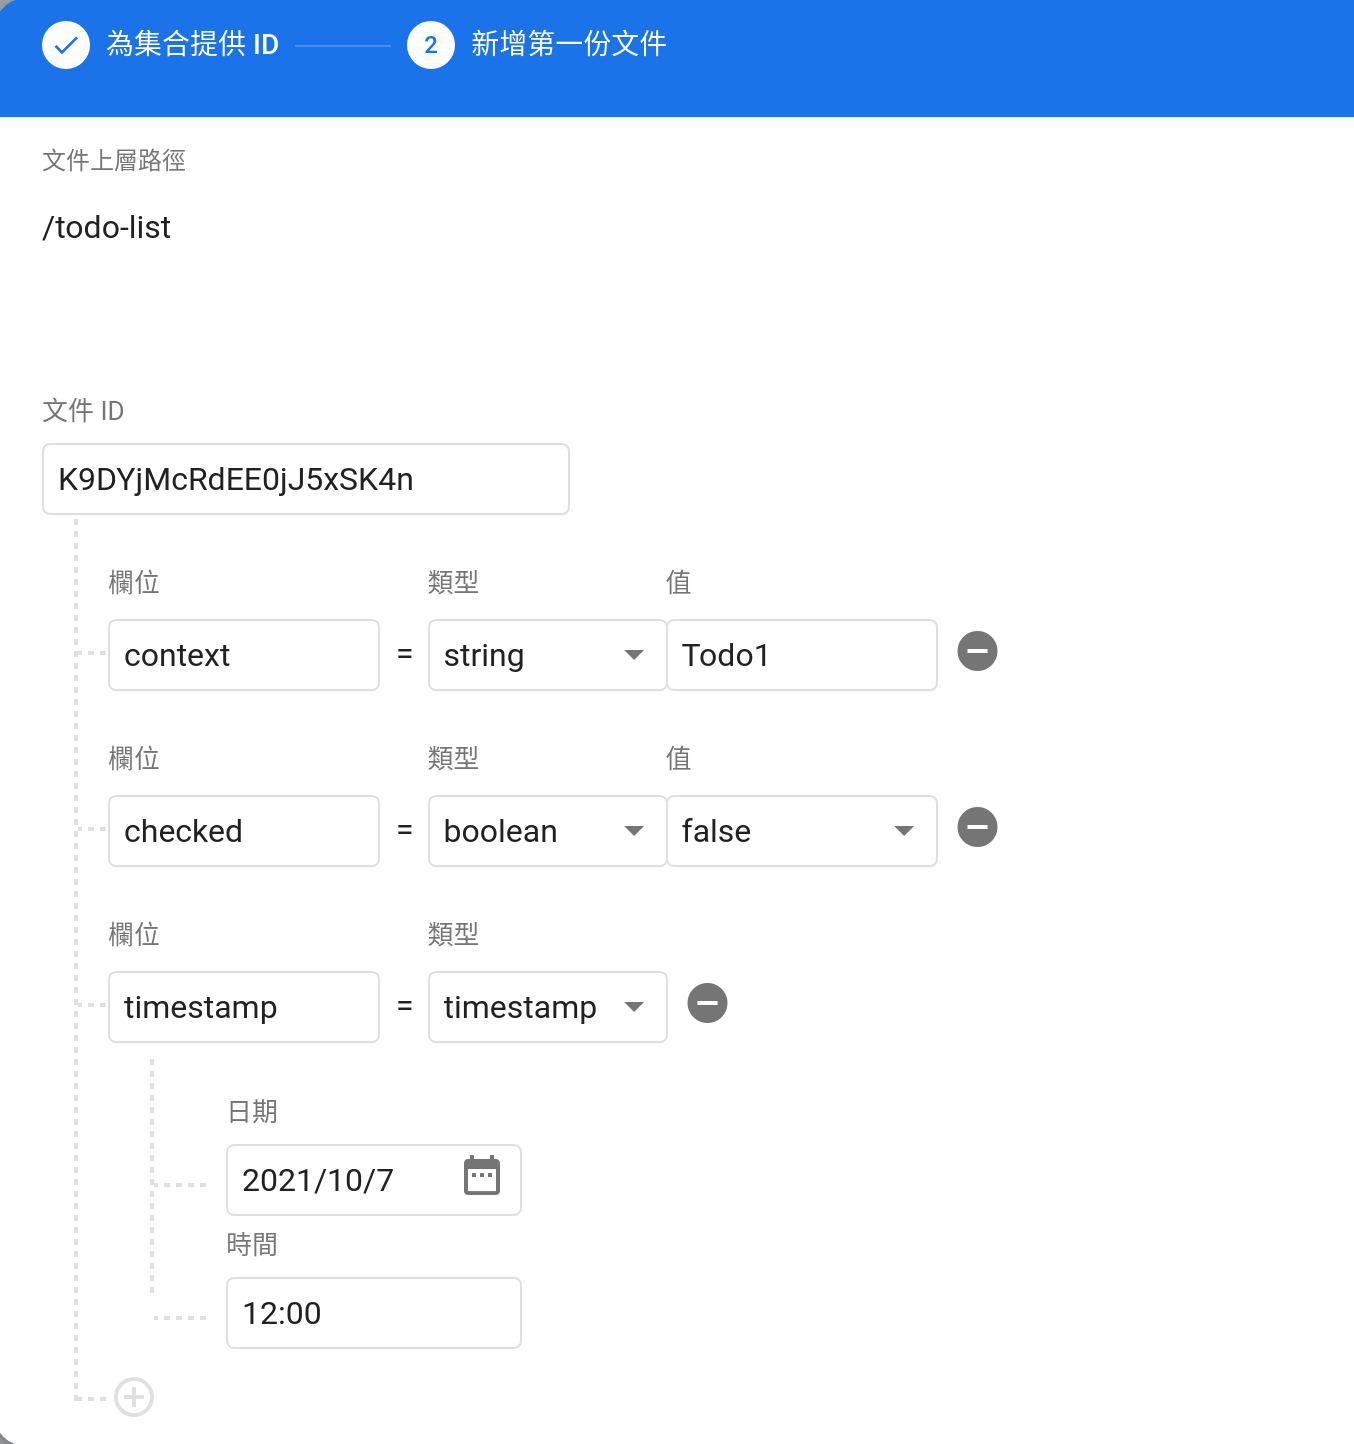 為集合提供 ID
2 新增第一份文件
文件上層路徑
/todo-list
文件 ID
K9DYjMcRdEE0jJ5xSK4n
欄位 類型 值
context = string Todo1
欄位 類型 值
checked = boolean false
欄位 類型
timestamp = timestamp
日期
2021/10/7
時間
12:00